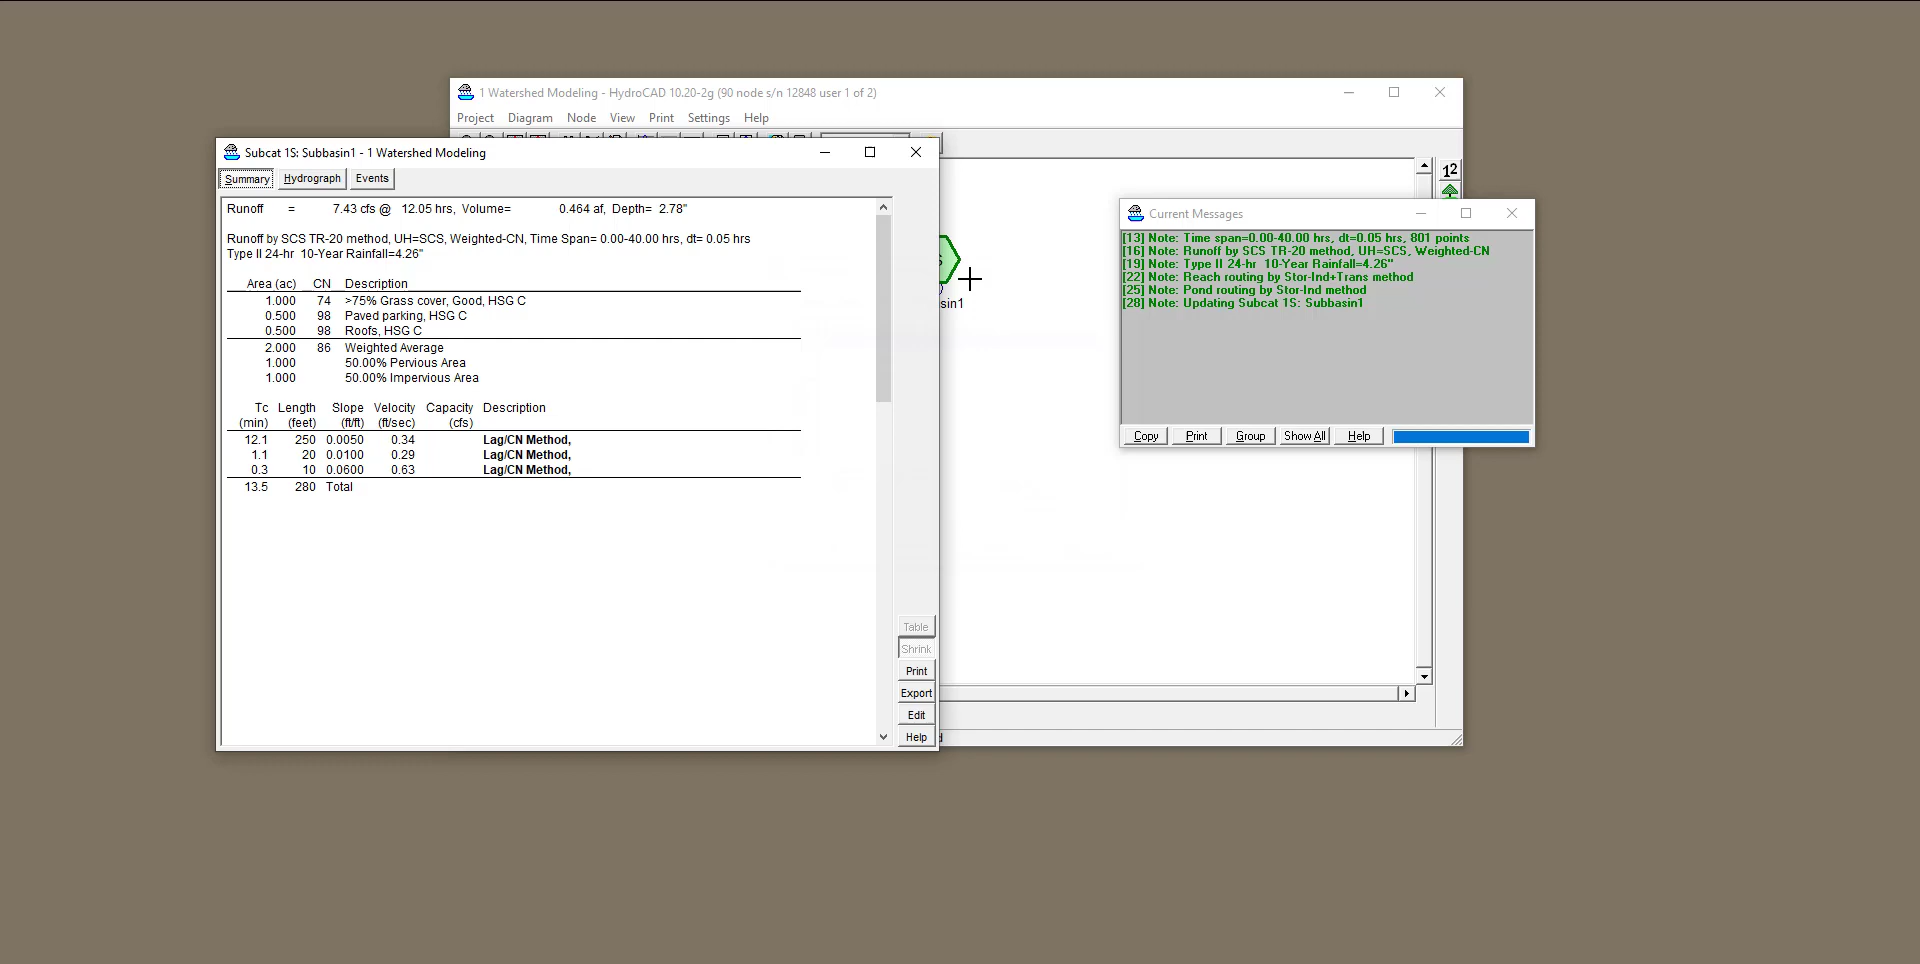 1 Watershed Modeling - HydroCAD 10.20-2g (90 node s/n 12848 user 1 of 2)
Project Diagram Node View Print Settings Help
Subcat 1S: Subbasin1 - 1 Watershed Modeling
Summary Hydrograph Events
Runoff = 7.43 cfs @ 12.05 hrs, Volume= 0.464 af, Depth= 2.78"
Runoff by SCS TR-20 method, UH=SCS, Weighted-CN, Time Span= 0.00-40.00 hrs, dt= 0.05 hrs
Type II 24-hr 10-Year Rainfall=4.26"
Area (ac) CN Description
1.000 74 >75% Grass cover, Good, HSG C
0.500 98 Paved parking, HSG C
0.500 98 Roofs, HSG C
2.000 86 Weighted Average
1.000 50.00% Pervious Area
1.000 50.00% Impervious Area
Tc Length Slope Velocity Capacity Description
(min) (feet) (ft/ft) (ft/sec) (cfs)
12.1 250 0.0050 0.34 Lag/CN Method,
1.1 20 0.0100 0.29 Lag/CN Method,
0.3 10 0.0600 0.63 Lag/CN Method,
13.5 280 Total
Table
Shrink
Print
Export
Edit
Help
sin1
12
Current Messages
[13] Note: Time span=0.00-40.00 hrs, dt=0.05 hrs, 801 points
[16] Note: Runoff by SCS TR-20 method, UH=SCS, Weighted-CN
[19] Note: Type II 24-hr 10-Year Rainfall=4.26"
[22] Note: Reach routing by Stor-Ind+Trans method
[25] Note: Pond routing by Stor-Ind method
[28] Note: Updating Subcat 1S: Subbasin1
Copy Print Group Show All Help